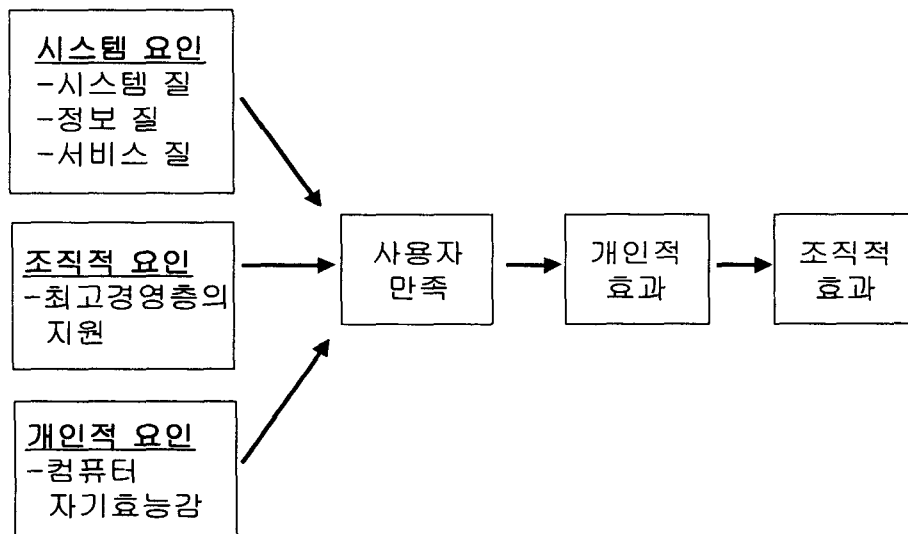 시스템 요인
-시스템 질
-정보 질
-서비스 질
조직적 요인
-최고경영층의
지원
개인적 요인
-컴퓨터
자기효능감
사용자
만족
개인적
효과
조직적
효과